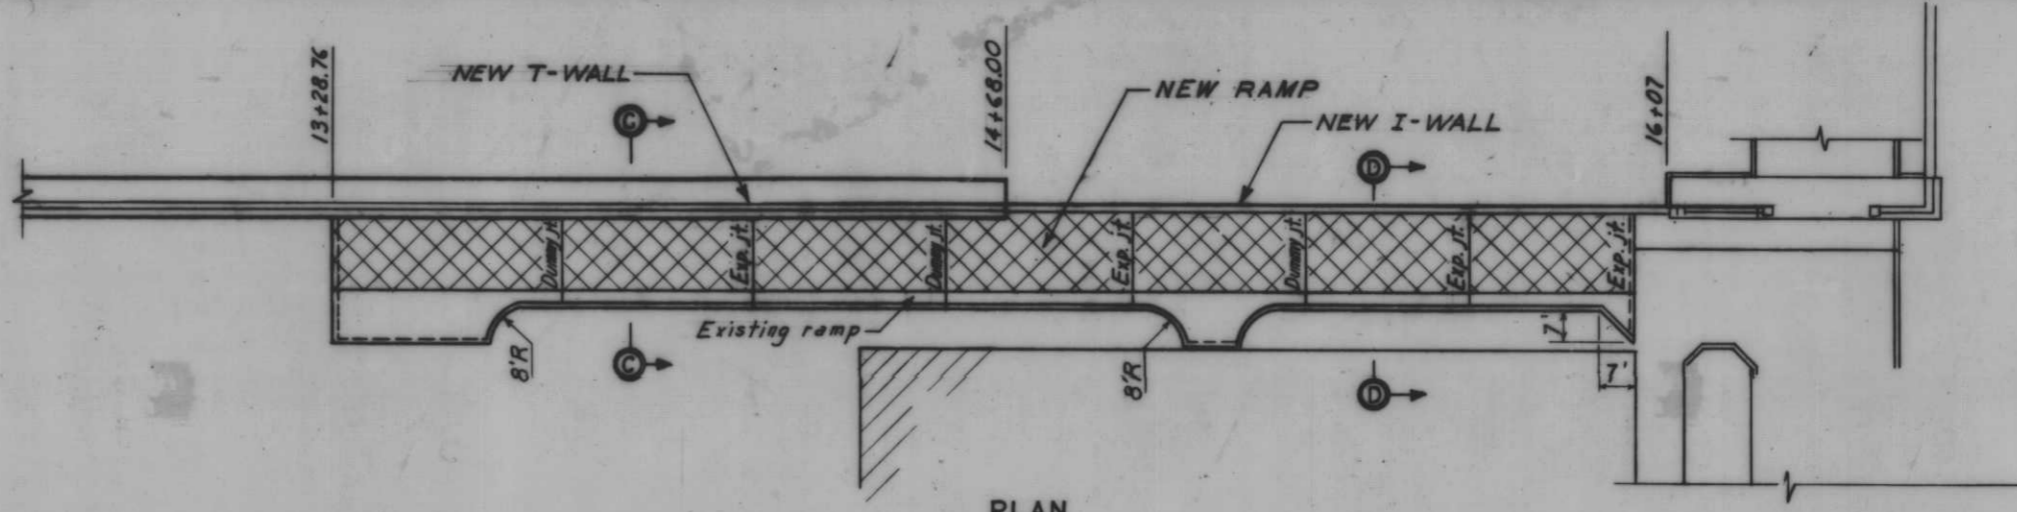 13+28.76
NEW T-WALL
C
14+68.00
NEW RAMP
NEW I-WALL
D
16+07
Dummy jt.
Exp. jt.
Dummy jt.
Exp. jt.
Dummy jt.
Exp. jt.
Exp. jt.
Existing ramp
8'R
C
8'R
D
7'
7'
PLAN